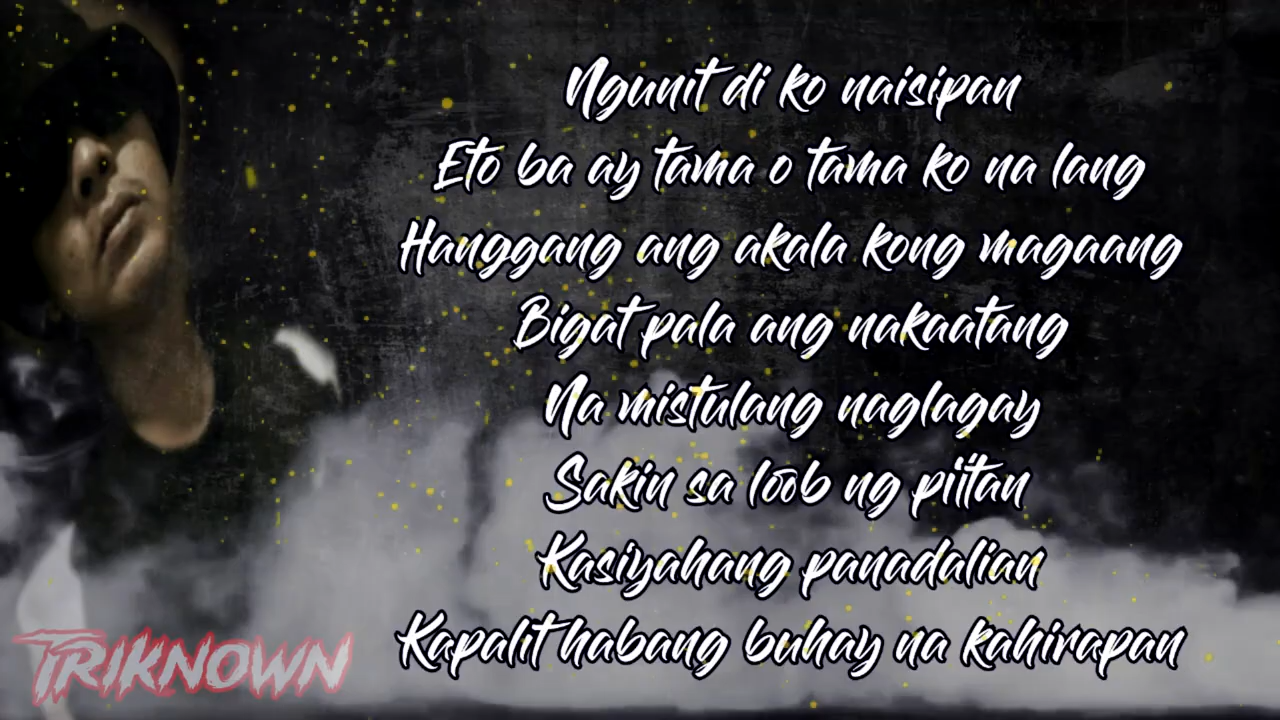 Ngunit di ko naisipan
Eto ba ay tama o tama ko na lang
Hanggang ang akala kong magaang
Bigat pala ang nakaatang
Na mistulang naglagay
Sakin sa loob ng piitan
Kasiyahang panadalian
Kapalit habang buhay na kahirapan
TRIKNOWN